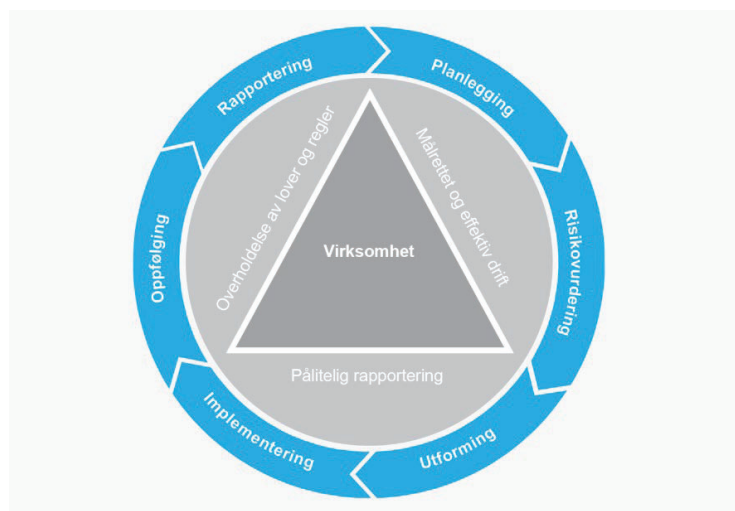 Rapportering
Planlegging
Risikovurdering
Utforming
Implementering
Oppfølging
Overholdelse av lover og regler
Målrettet og effektiv drift
Virksomhet
Pålitelig rapportering